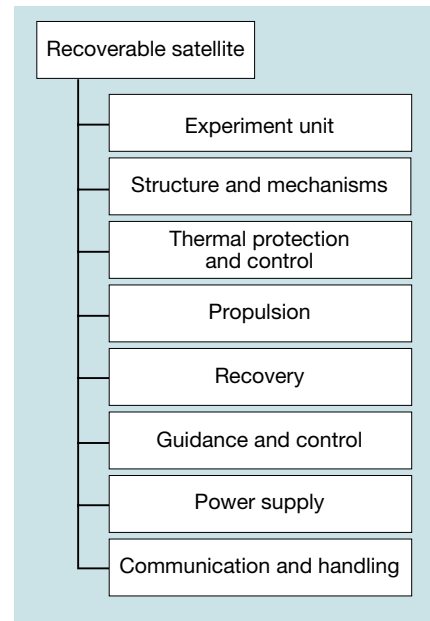 Recoverable satellite
Experiment unit
Structure and mechanisms
Thermal protection
and control
Propulsion
Recovery
Guidance and control
Power supply
Communication and handling